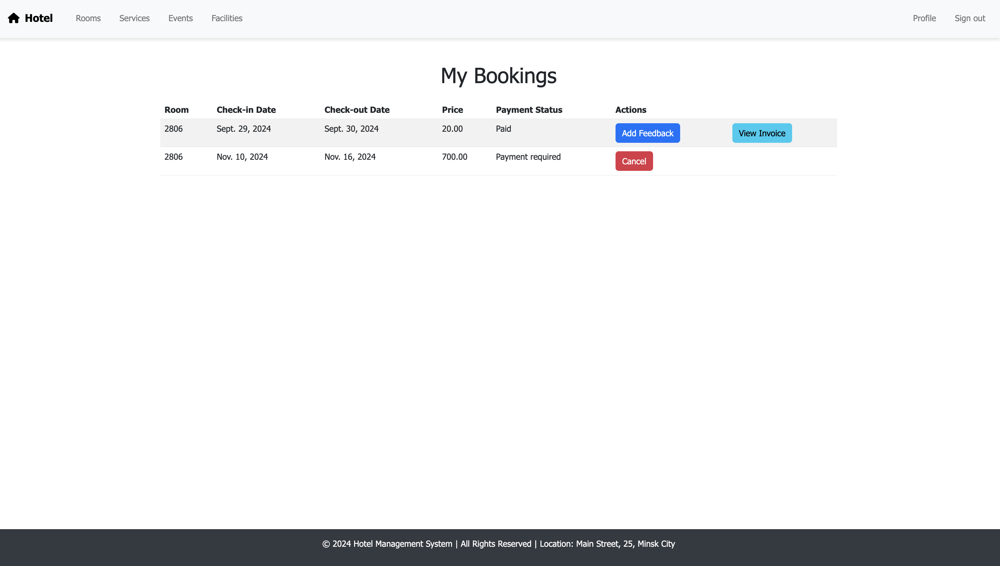 Hotel Rooms Services Events Facilities Profile Sign out
My Bookings
Room Check-in Date Check-out Date Price Payment Status Actions
2806 Sept. 29, 2024 Sept. 30, 2024 20.00 Paid Add Feedback View Invoice
2806 Nov. 10, 2024 Nov. 16, 2024 700.00 Payment required Cancel
© 2024 Hotel Management System | All Rights Reserved | Location: Main Street, 25, Minsk City